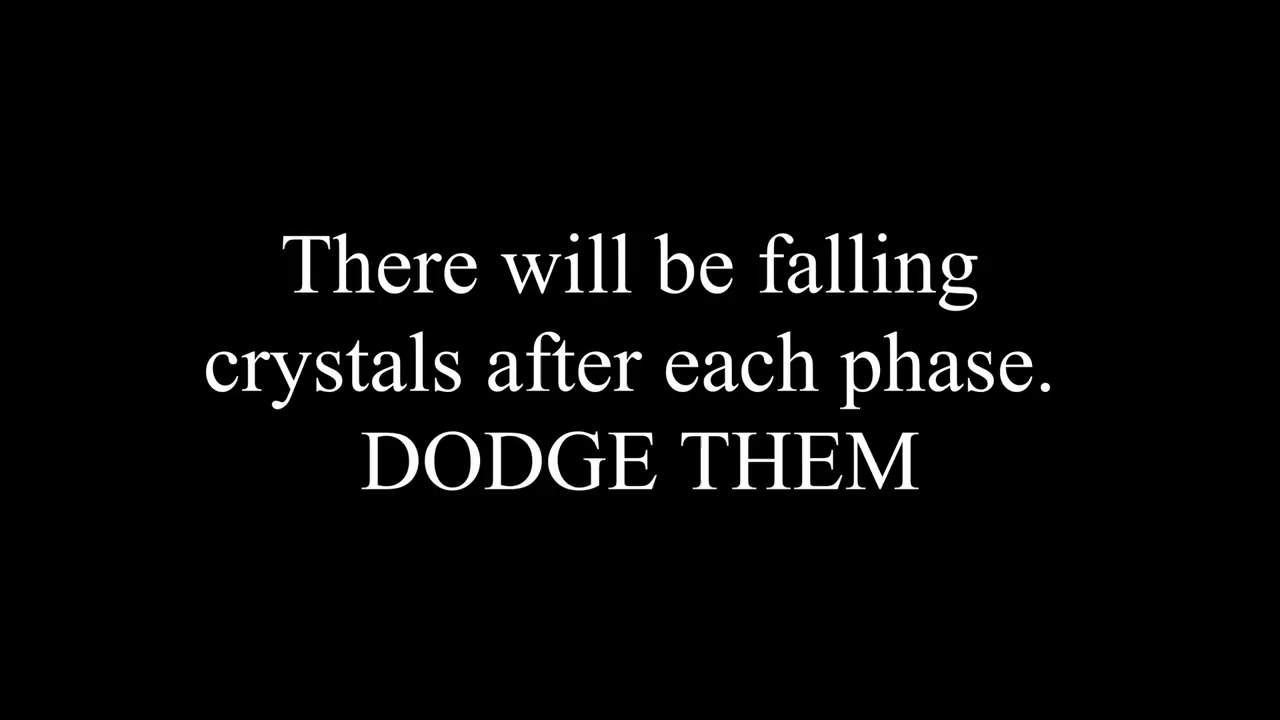 There will be falling
crystals after each phase.
DODGE THEM